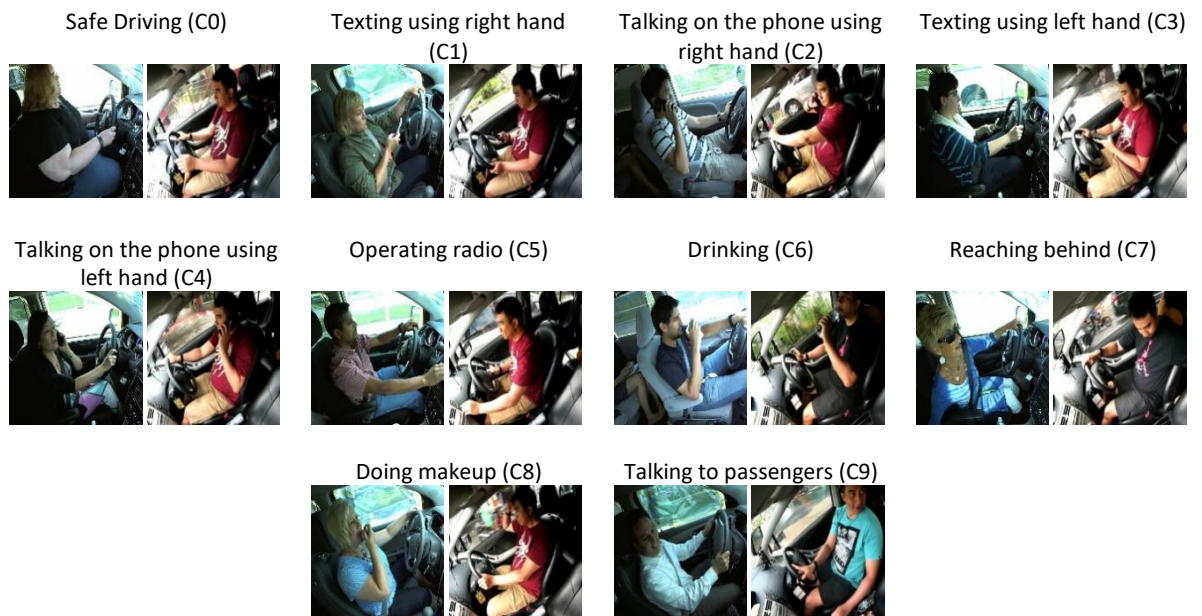 Safe Driving (C0)
Texting using right hand
(C1)
Talking on the phone using
right hand (C2)
Texting using left hand (C3)
Talking on the phone using
left hand (C4)
Operating radio (C5)
Drinking (C6)
Reaching behind (C7)
Doing makeup (C8)
Talking to passengers (C9)